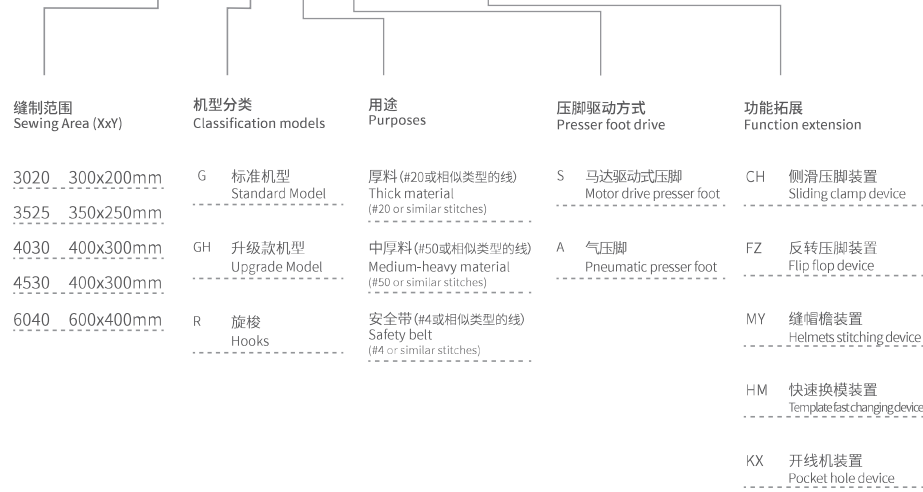 缝制范围
Sewing Area (XxY)
3020 300x200mm
3525 350x250mm
4030 400x300mm
4530 400x300mm
6040 600x400mm
机型分类
Classification models
G 标准机型
Standard Model
GH 升级款机型
Upgrade Model
R 旋梭
Hooks
用途
Purposes
厚料(#20或相似类型的线)
Thick material
(#20 or similar stitches)
中厚料(#50或相似类型的线)
Medium-heavy material
(#50 or similar stitches)
安全带(#4或相似类型的线)
Safety belt
(#4 or similar stitches)
压脚驱动方式
Presser foot drive
S 马达驱动式压脚
Motor drive presser foot
A 气压脚
Pneumatic presser foot
功能拓展
Function extension
CH 侧滑压脚装置
Sliding clamp device
FZ 反转压脚装置
Flip flop device
MY 缝帽檐装置
Helmets stitching device
HM 快速换模装置
Template fast changing device
KX 开线机装置
Pocket hole device